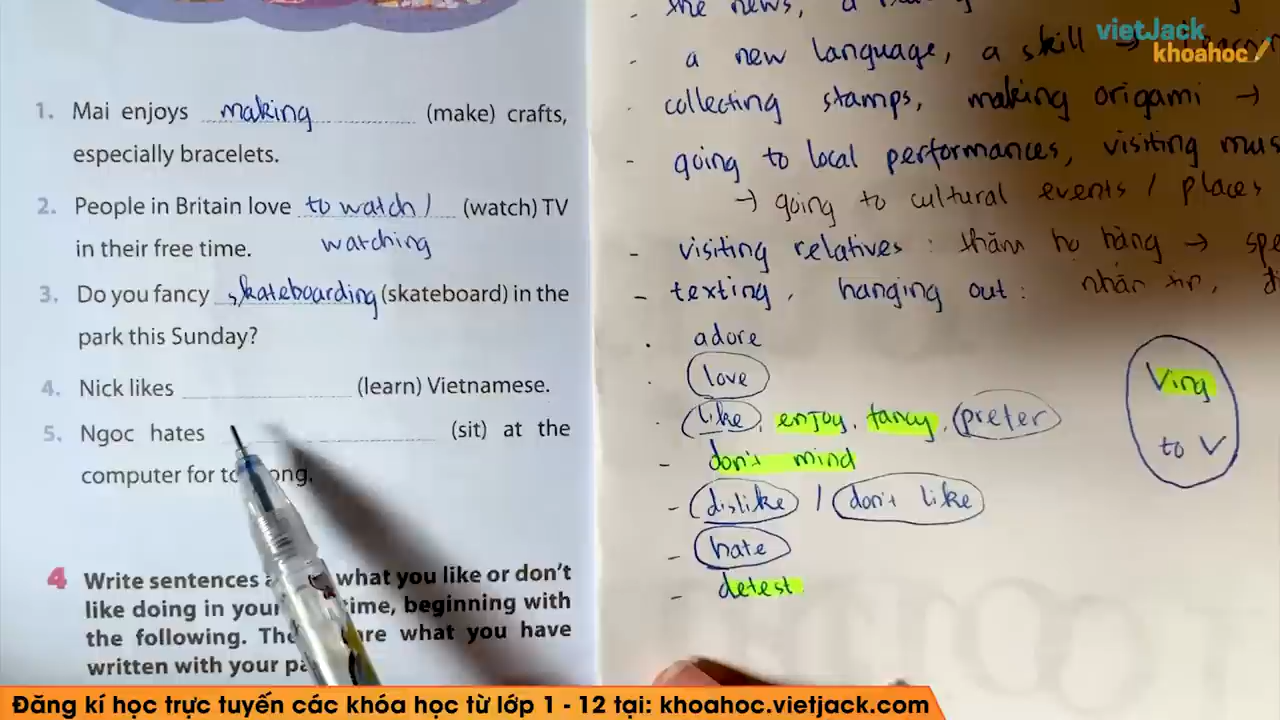 1. Mai enjoys making (make) crafts,
especially bracelets.
2. People in Britain love to watch / (watch) TV
in their free time. watching
3. Do you fancy skateboarding (skateboard) in the
park this Sunday?
4. Nick likes (learn) Vietnamese.
5. Ngoc hates (sit) at the
computer for ong.
4 Write sentences what you like or don't
like doing in your time, beginning with
the following. The are what you have
written with your
the news, a
a new language, a skill →
collecting stamps, making origami →
going to local performances, visiting
→ going to cultural events / places
- visiting relatives : thăm họ hàng →
- texting, hanging out : nhắn tin,
adore
love
like, enjoy, fancy, prefer
- don't mind
- dislike / don't like
- hate
- detest
Ving
to V
vietJack
khoahoc
Đăng kí học trực tuyến các khóa học từ lớp 1 - 12 tại: khoahoc.vietjack.com